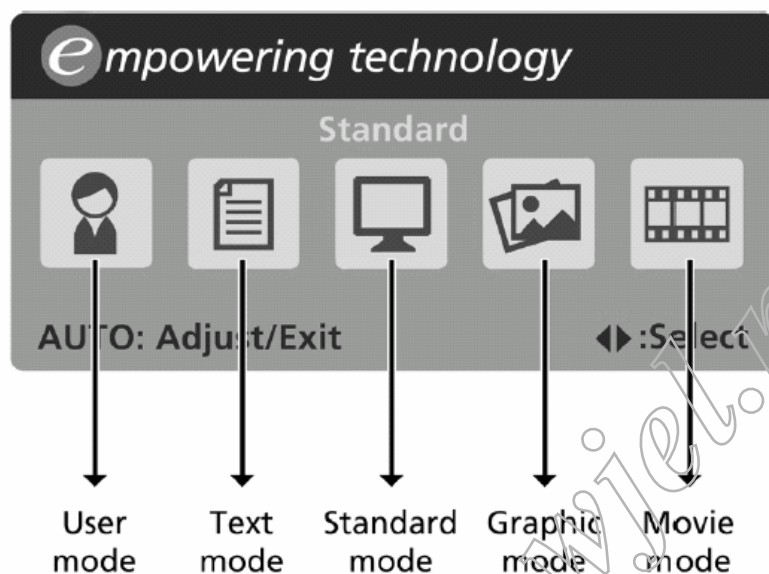 empowering technology
Standard
AUTO: Adjust/Exit :Select
User mode
Text mode
Standard mode
Graphic mode
Movie mode